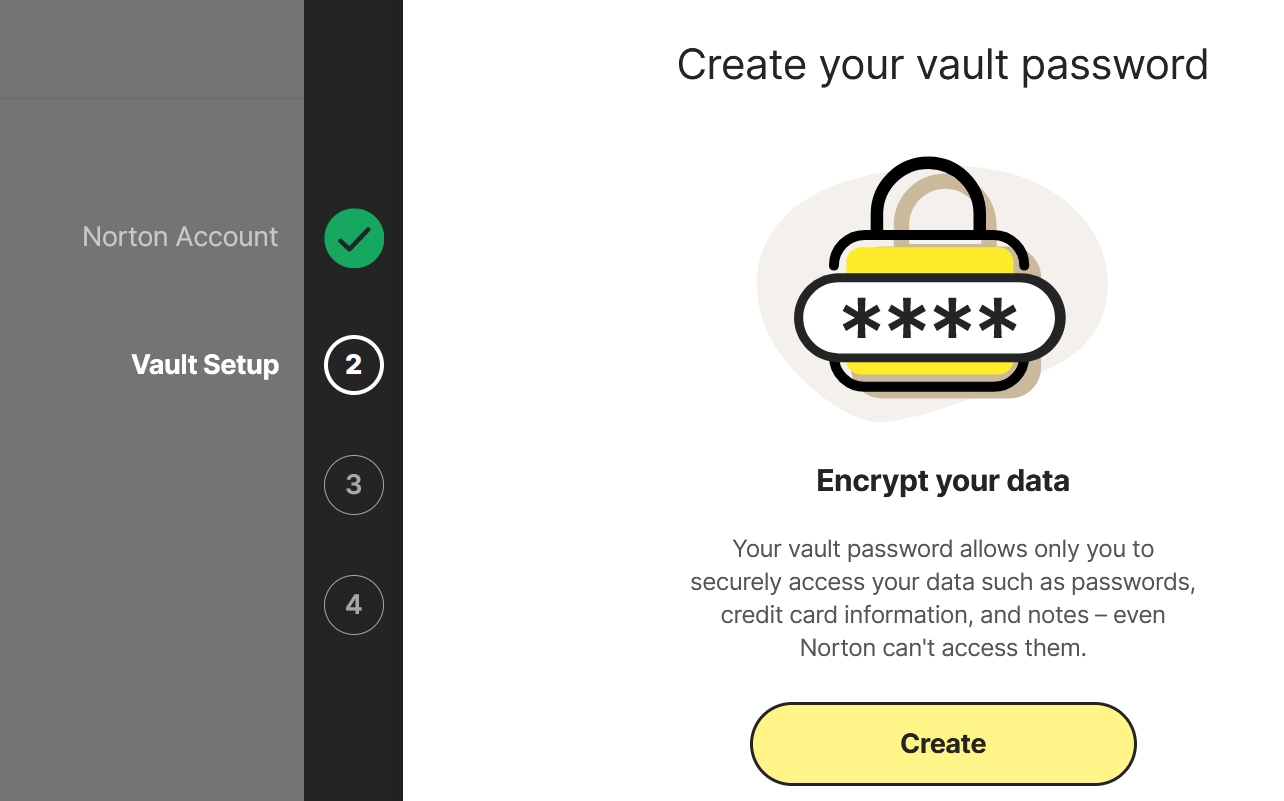 Norton Account
Vault Setup
2
3
4
Create your vault password
****
Encrypt your data
Your vault password allows only you to
securely access your data such as passwords,
credit card information, and notes – even
Norton can't access them.
Create